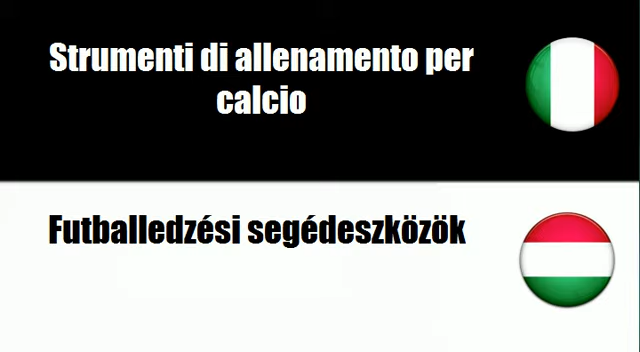 Strumenti di allenamento per
calcio
Futballedzési segédeszközök